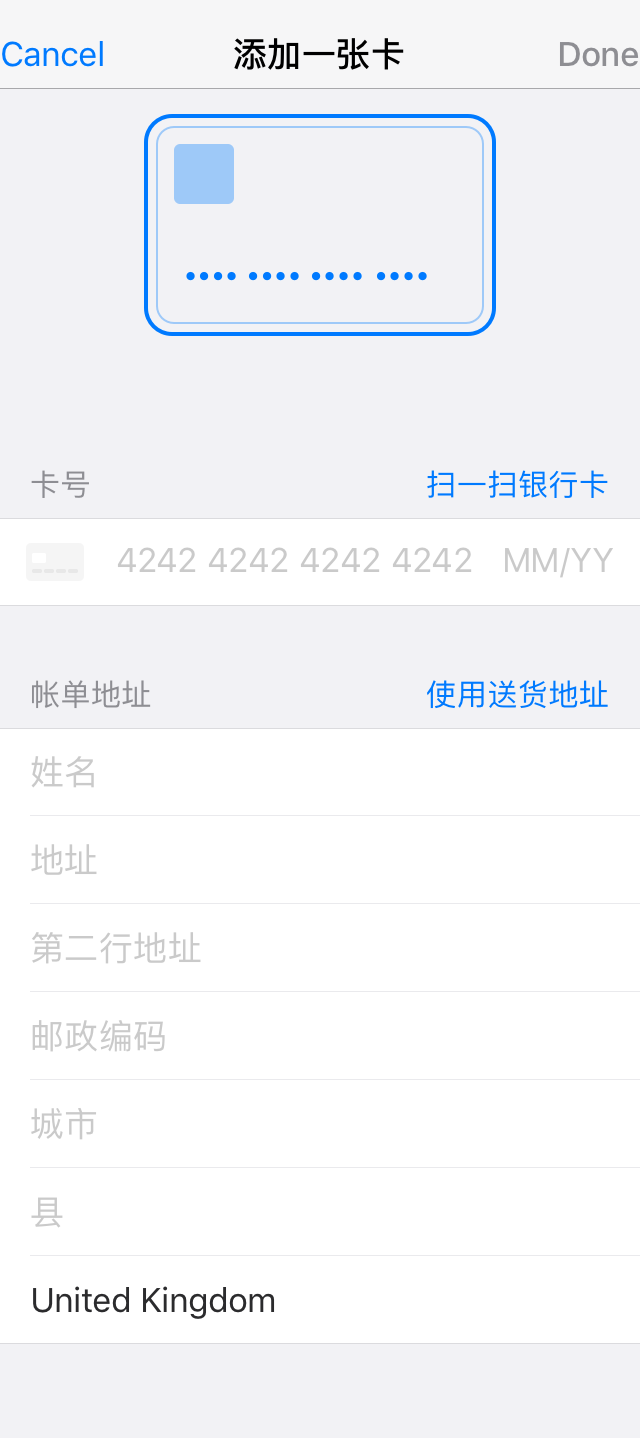 Cancel 添加一张卡 Done
•••• •••• •••• ••••
卡号 扫一扫银行卡
4242 4242 4242 4242 MM/YY
帐单地址 使用送货地址
姓名
地址
第二行地址
邮政编码
城市
县
United Kingdom